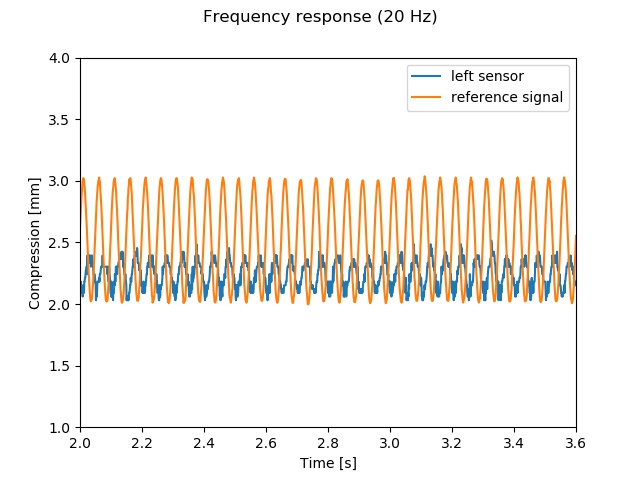 Frequency response (20 Hz)
left sensor
reference signal
4.0
3.5
3.0
2.5
2.0
1.5
1.0
Compression [mm]
2.0 2.2 2.4 2.6 2.8 3.0 3.2 3.4 3.6
Time [s]